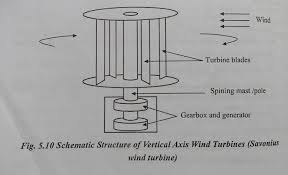 Wind
Turbine blades
Spining mast /pole
Gearbox and generator
Fig. 5.10 Schematic Structure of Vertical Axis Wind Turbines (Savonius
wind turbine)